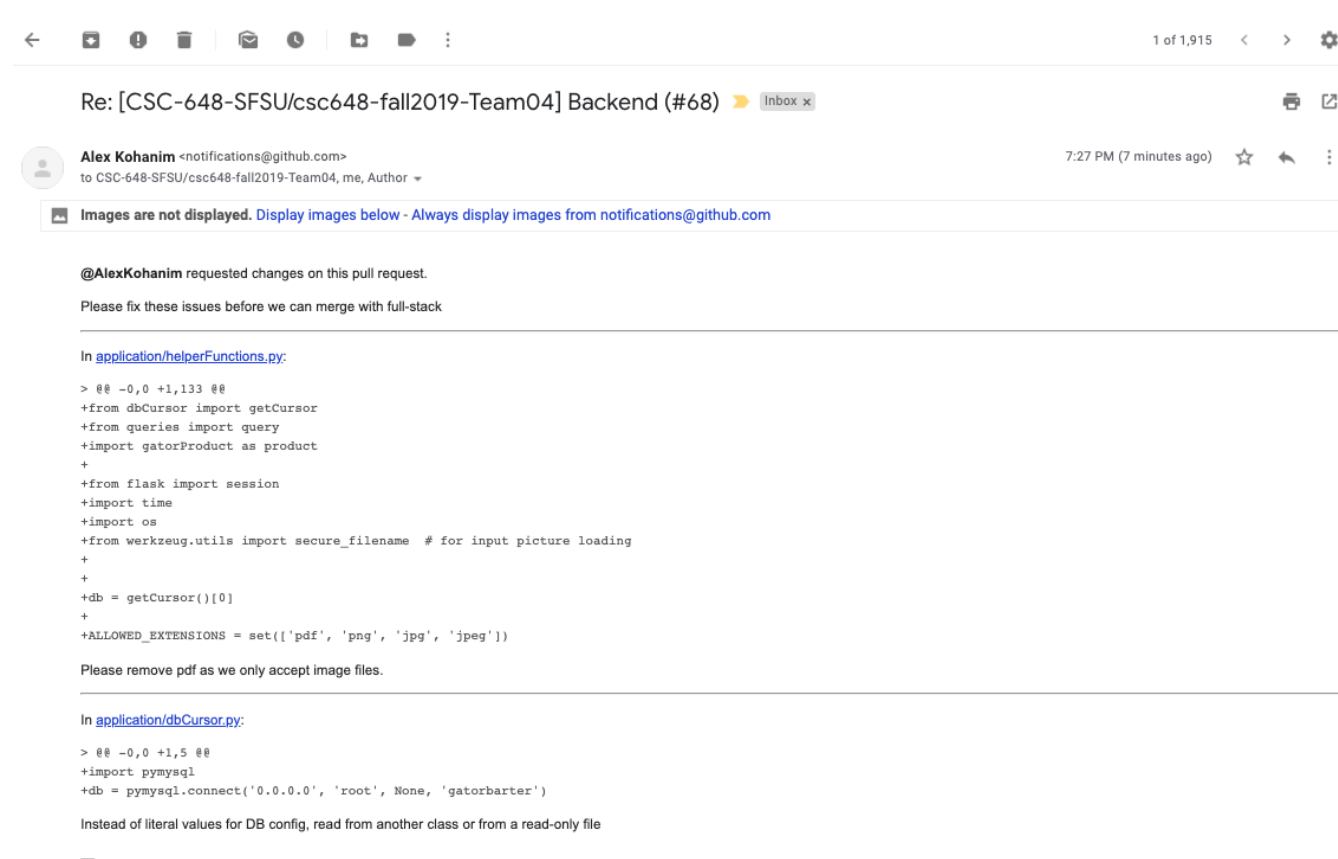 1 of 1,915
Re: [CSC-648-SFSU/csc648-fall2019-Team04] Backend (#68) Inbox x
Alex Kohanim <notifications@github.com> 7:27 PM (7 minutes ago)
to CSC-648-SFSU/csc648-fall2019-Team04, me, Author
Images are not displayed. Display images below - Always display images from notifications@github.com
@AlexKohanim requested changes on this pull request.
Please fix these issues before we can merge with full-stack
In application/helperFunctions.py:
> @@ -0,0 +1,133 @@
+from dbCursor import getCursor
+from queries import query
+import gatorProduct as product
+
+from flask import session
+import time
+import os
+from werkzeug.utils import secure_filename  # for input picture loading
+
+
+db = getCursor()[0]
+
+ALLOWED_EXTENSIONS = set(['pdf', 'png', 'jpg', 'jpeg'])
Please remove pdf as we only accept image files.
In application/dbCursor.py:
> @@ -0,0 +1,5 @@
+import pymysql
+db = pymysql.connect('0.0.0.0', 'root', None, 'gatorbarter')
Instead of literal values for DB config, read from another class or from a read-only file